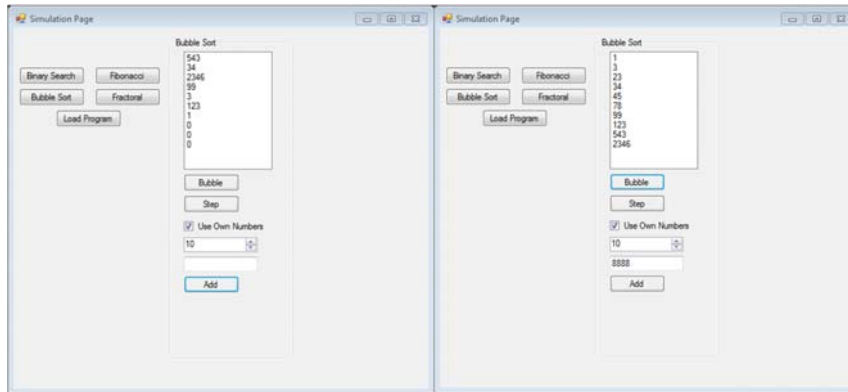 Simulation Page
Bubble Sort
543
34
2346
99
3
123
1
0
0
0
Binary Search Fibonacci
Bubble Sort Fractoral
Load Program
Bubble
Step
Use Own Numbers
10
Add
Simulation Page
Bubble Sort
1
3
23
34
45
78
99
123
543
2346
Binary Search Fibonacci
Bubble Sort Fractoral
Load Program
Bubble
Step
Use Own Numbers
10
8888
Add